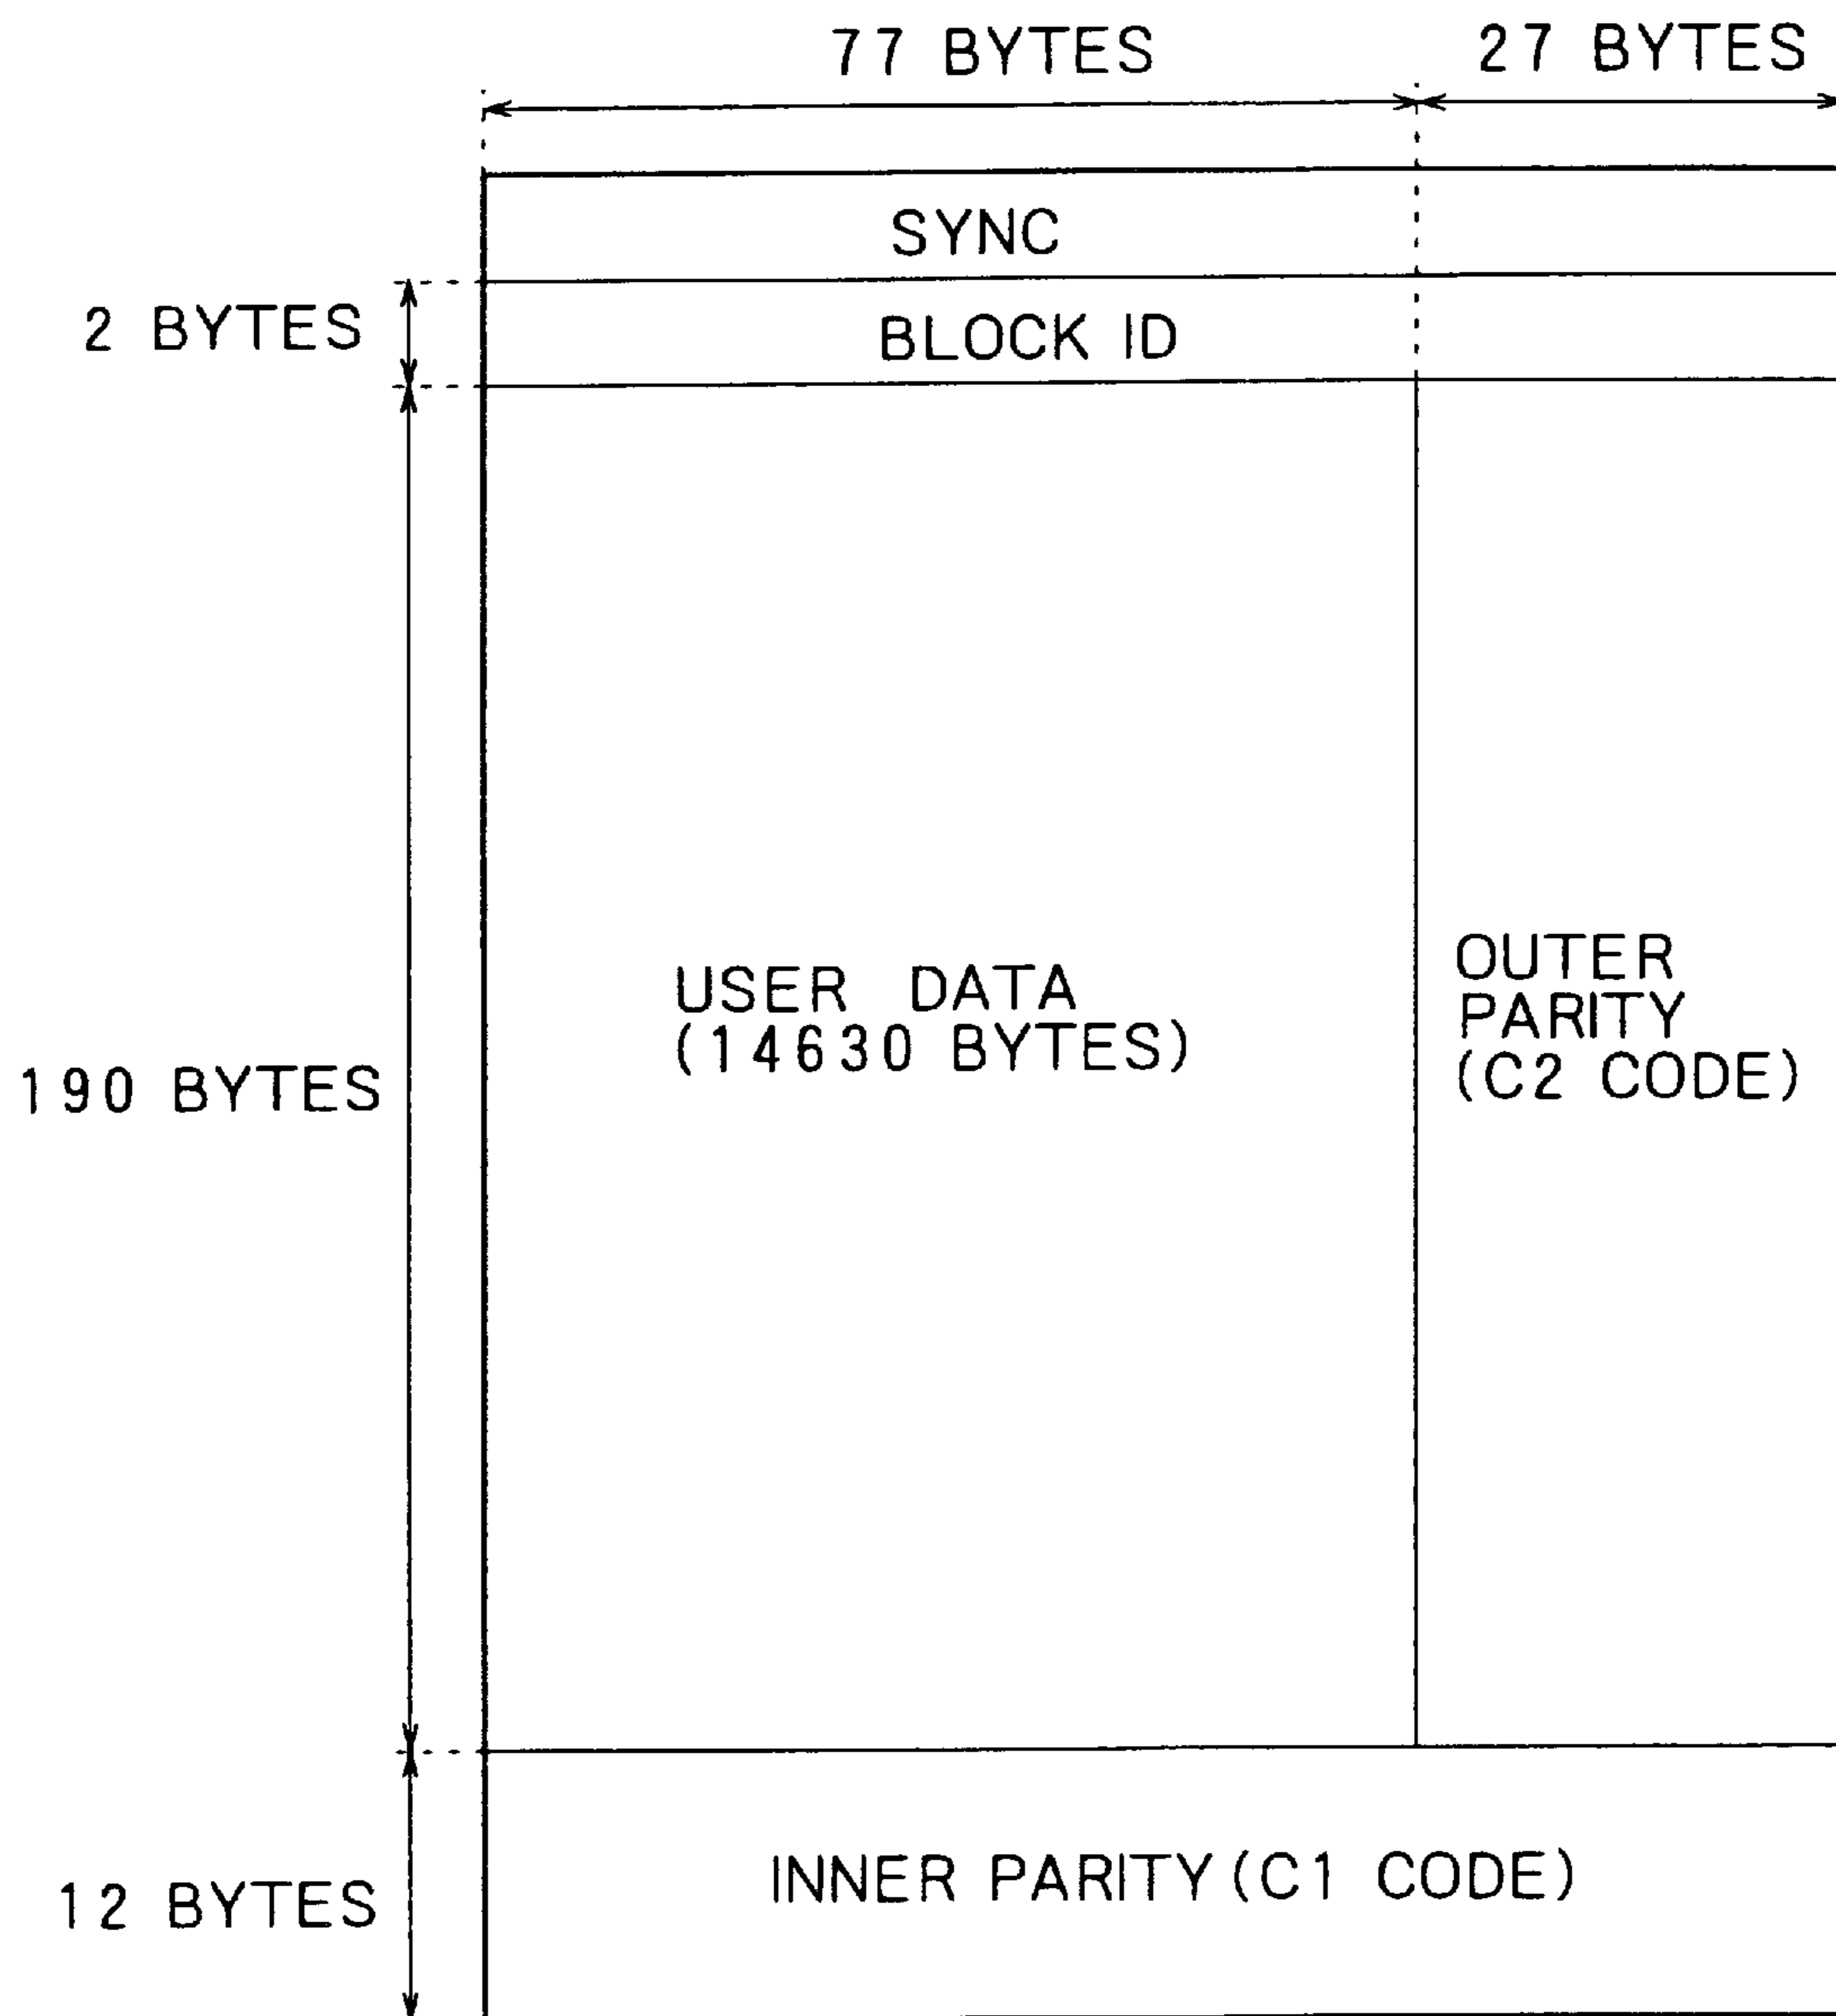 77 BYTES
27 BYTES
SYNC
2 BYTES
BLOCK ID
USER DATA
(14630 BYTES)
OUTER
PARITY
(C2 CODE)
190 BYTES
INNER PARITY(C1 CODE)
12 BYTES